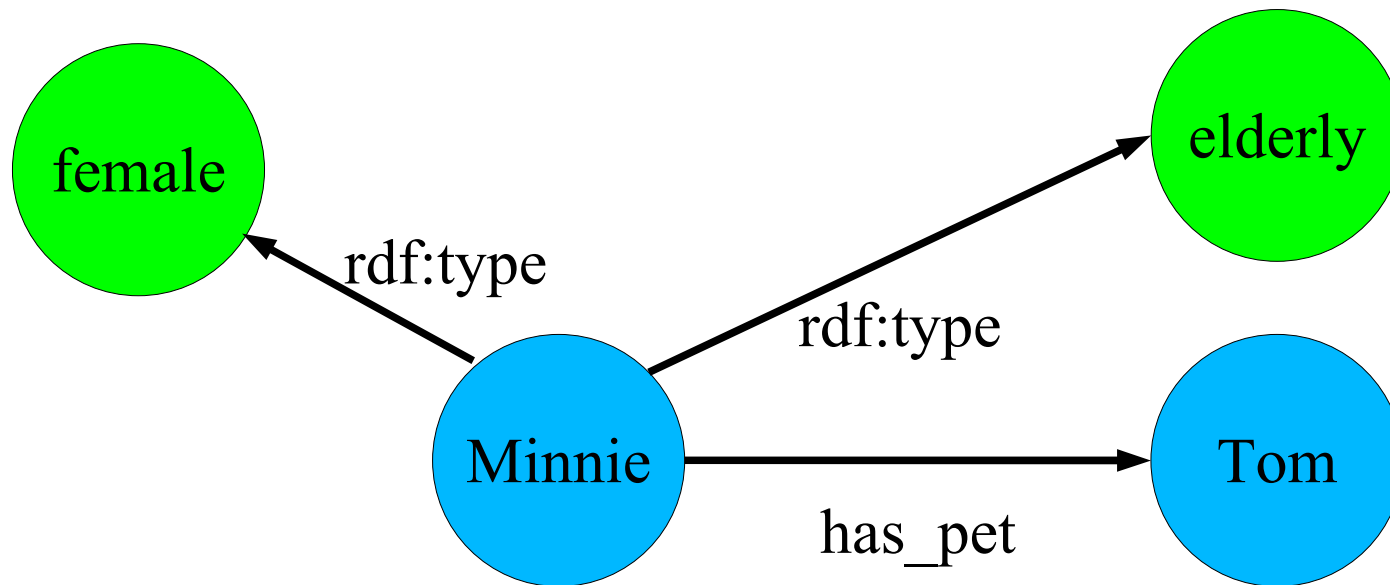 elderly
female
rdf:type
rdf:type
Minnie
Tom
has_pet